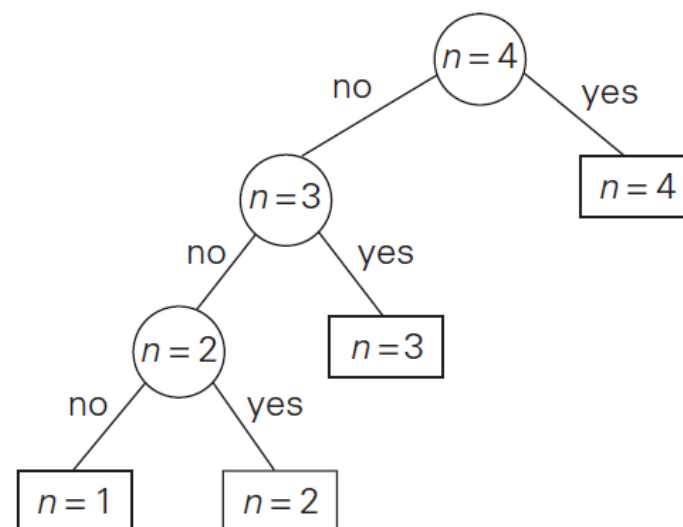 n = 4
no
yes
n = 3
n = 4
no
yes
n = 2
n = 3
no
yes
n = 1
n = 2